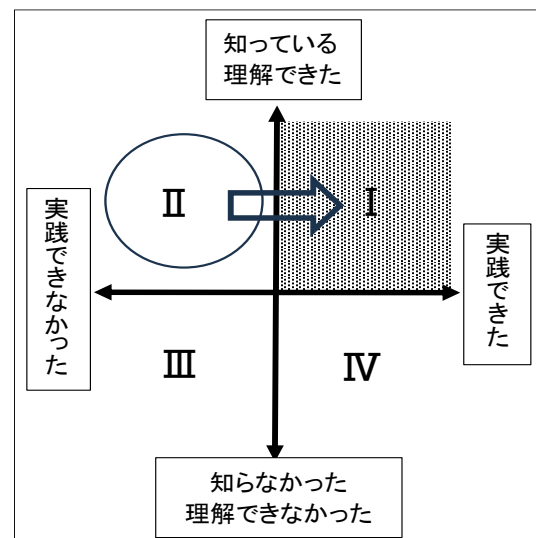 知っている
理解できた
Ⅱ
Ⅰ
実践できなかった
実践できた
Ⅲ
Ⅳ
知らなかった
理解できなかった